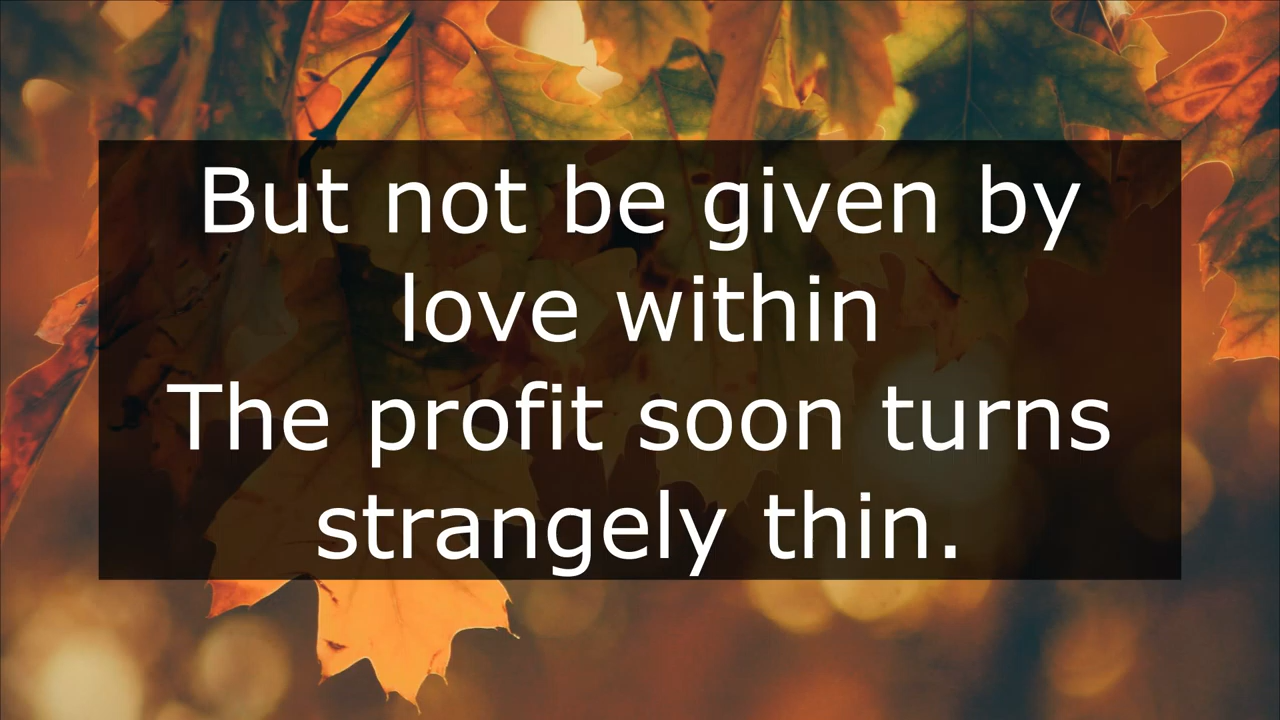 But not be given by
love within
The profit soon turns
strangely thin.